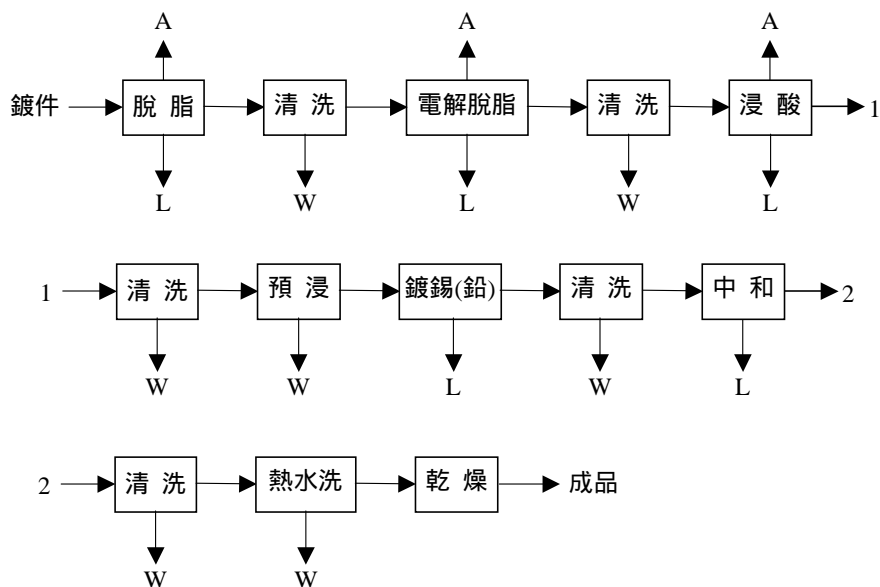 A A A
鍍件 脫 脂 清 洗 電解脫脂 清 洗 浸 酸 1
L W L W L
1 清 洗 預 浸 鍍錫(鉛) 清 洗 中 和 2
W W L W L
2 清 洗 熱水洗 乾 燥 成品
W W